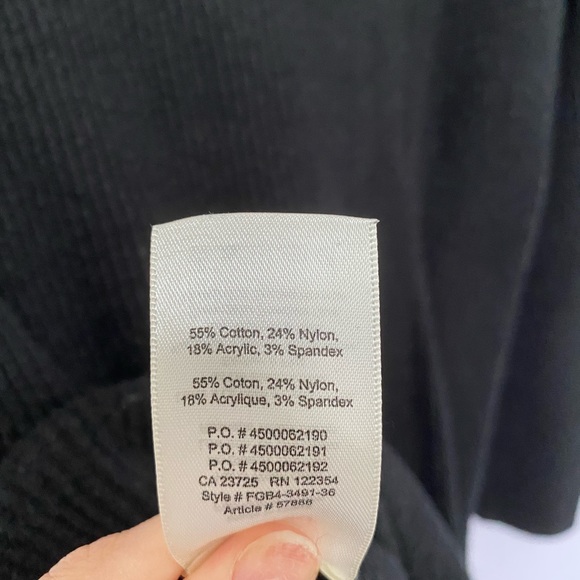 55% Cotton, 24% Nylon,
18% Acrylic, 3% Spandex
55% Coton, 24% Nylon,
18% Acrylique, 3% Spandex
P.O. # 4500062190
P.O. # 4500062191
P.O. # 4500062192
CA 23725 RN 122354
Style # FGB4-3491-36
Article # 57888